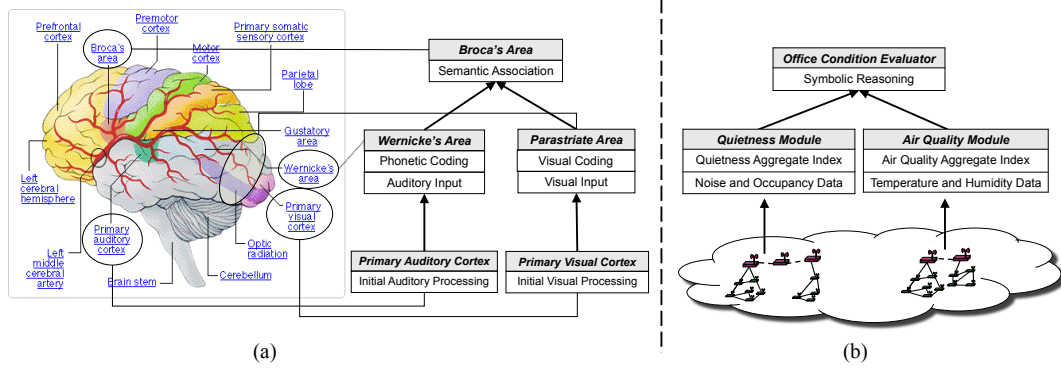 Prefrontal
cortex
Premotor
cortex
Broca's
area
Motor
cortex
Primary somatic
sensory cortex
Parietal
lobe
Gustatory
area
Wernicke's
area
Primary
visual
cortex
Optic
radiation
Cerebellum
Brain stem
Left
middle
cerebral
artery
Primary
auditory
cortex
Left
cerebral
hemisphere
Broca's Area
Semantic Association
Wernicke's Area
Phonetic Coding
Auditory Input
Parastriate Area
Visual Coding
Visual Input
Primary Auditory Cortex
Initial Auditory Processing
Primary Visual Cortex
Initial Visual Processing
(a)
Office Condition Evaluator
Symbolic Reasoning
Quietness Module
Quietness Aggregate Index
Noise and Occupancy Data
Air Quality Module
Air Quality Aggregate Index
Temperature and Humidity Data
(b)